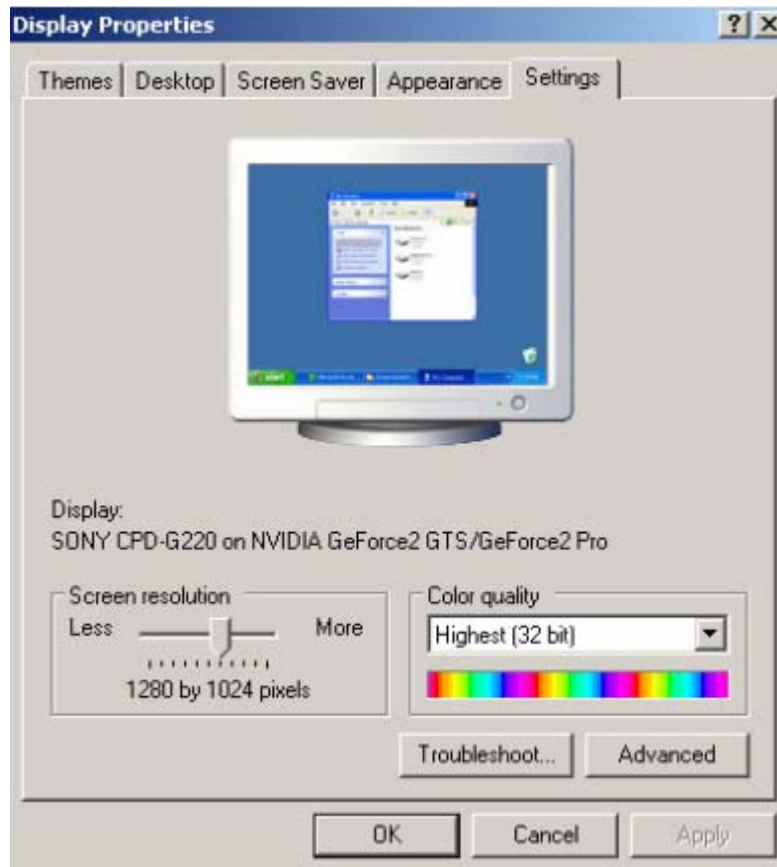 Display Properties
Themes
Desktop
Screen Saver
Appearance
Settings
start
Display:
SONY CPD-G220 on NVIDIA GeForce2 GTS/GeForce2 Pro
Screen resolution
Less
More
1280 by 1024 pixels
Color quality
Highest (32 bit)
Troubleshoot...
Advanced
OK
Cancel
Apply